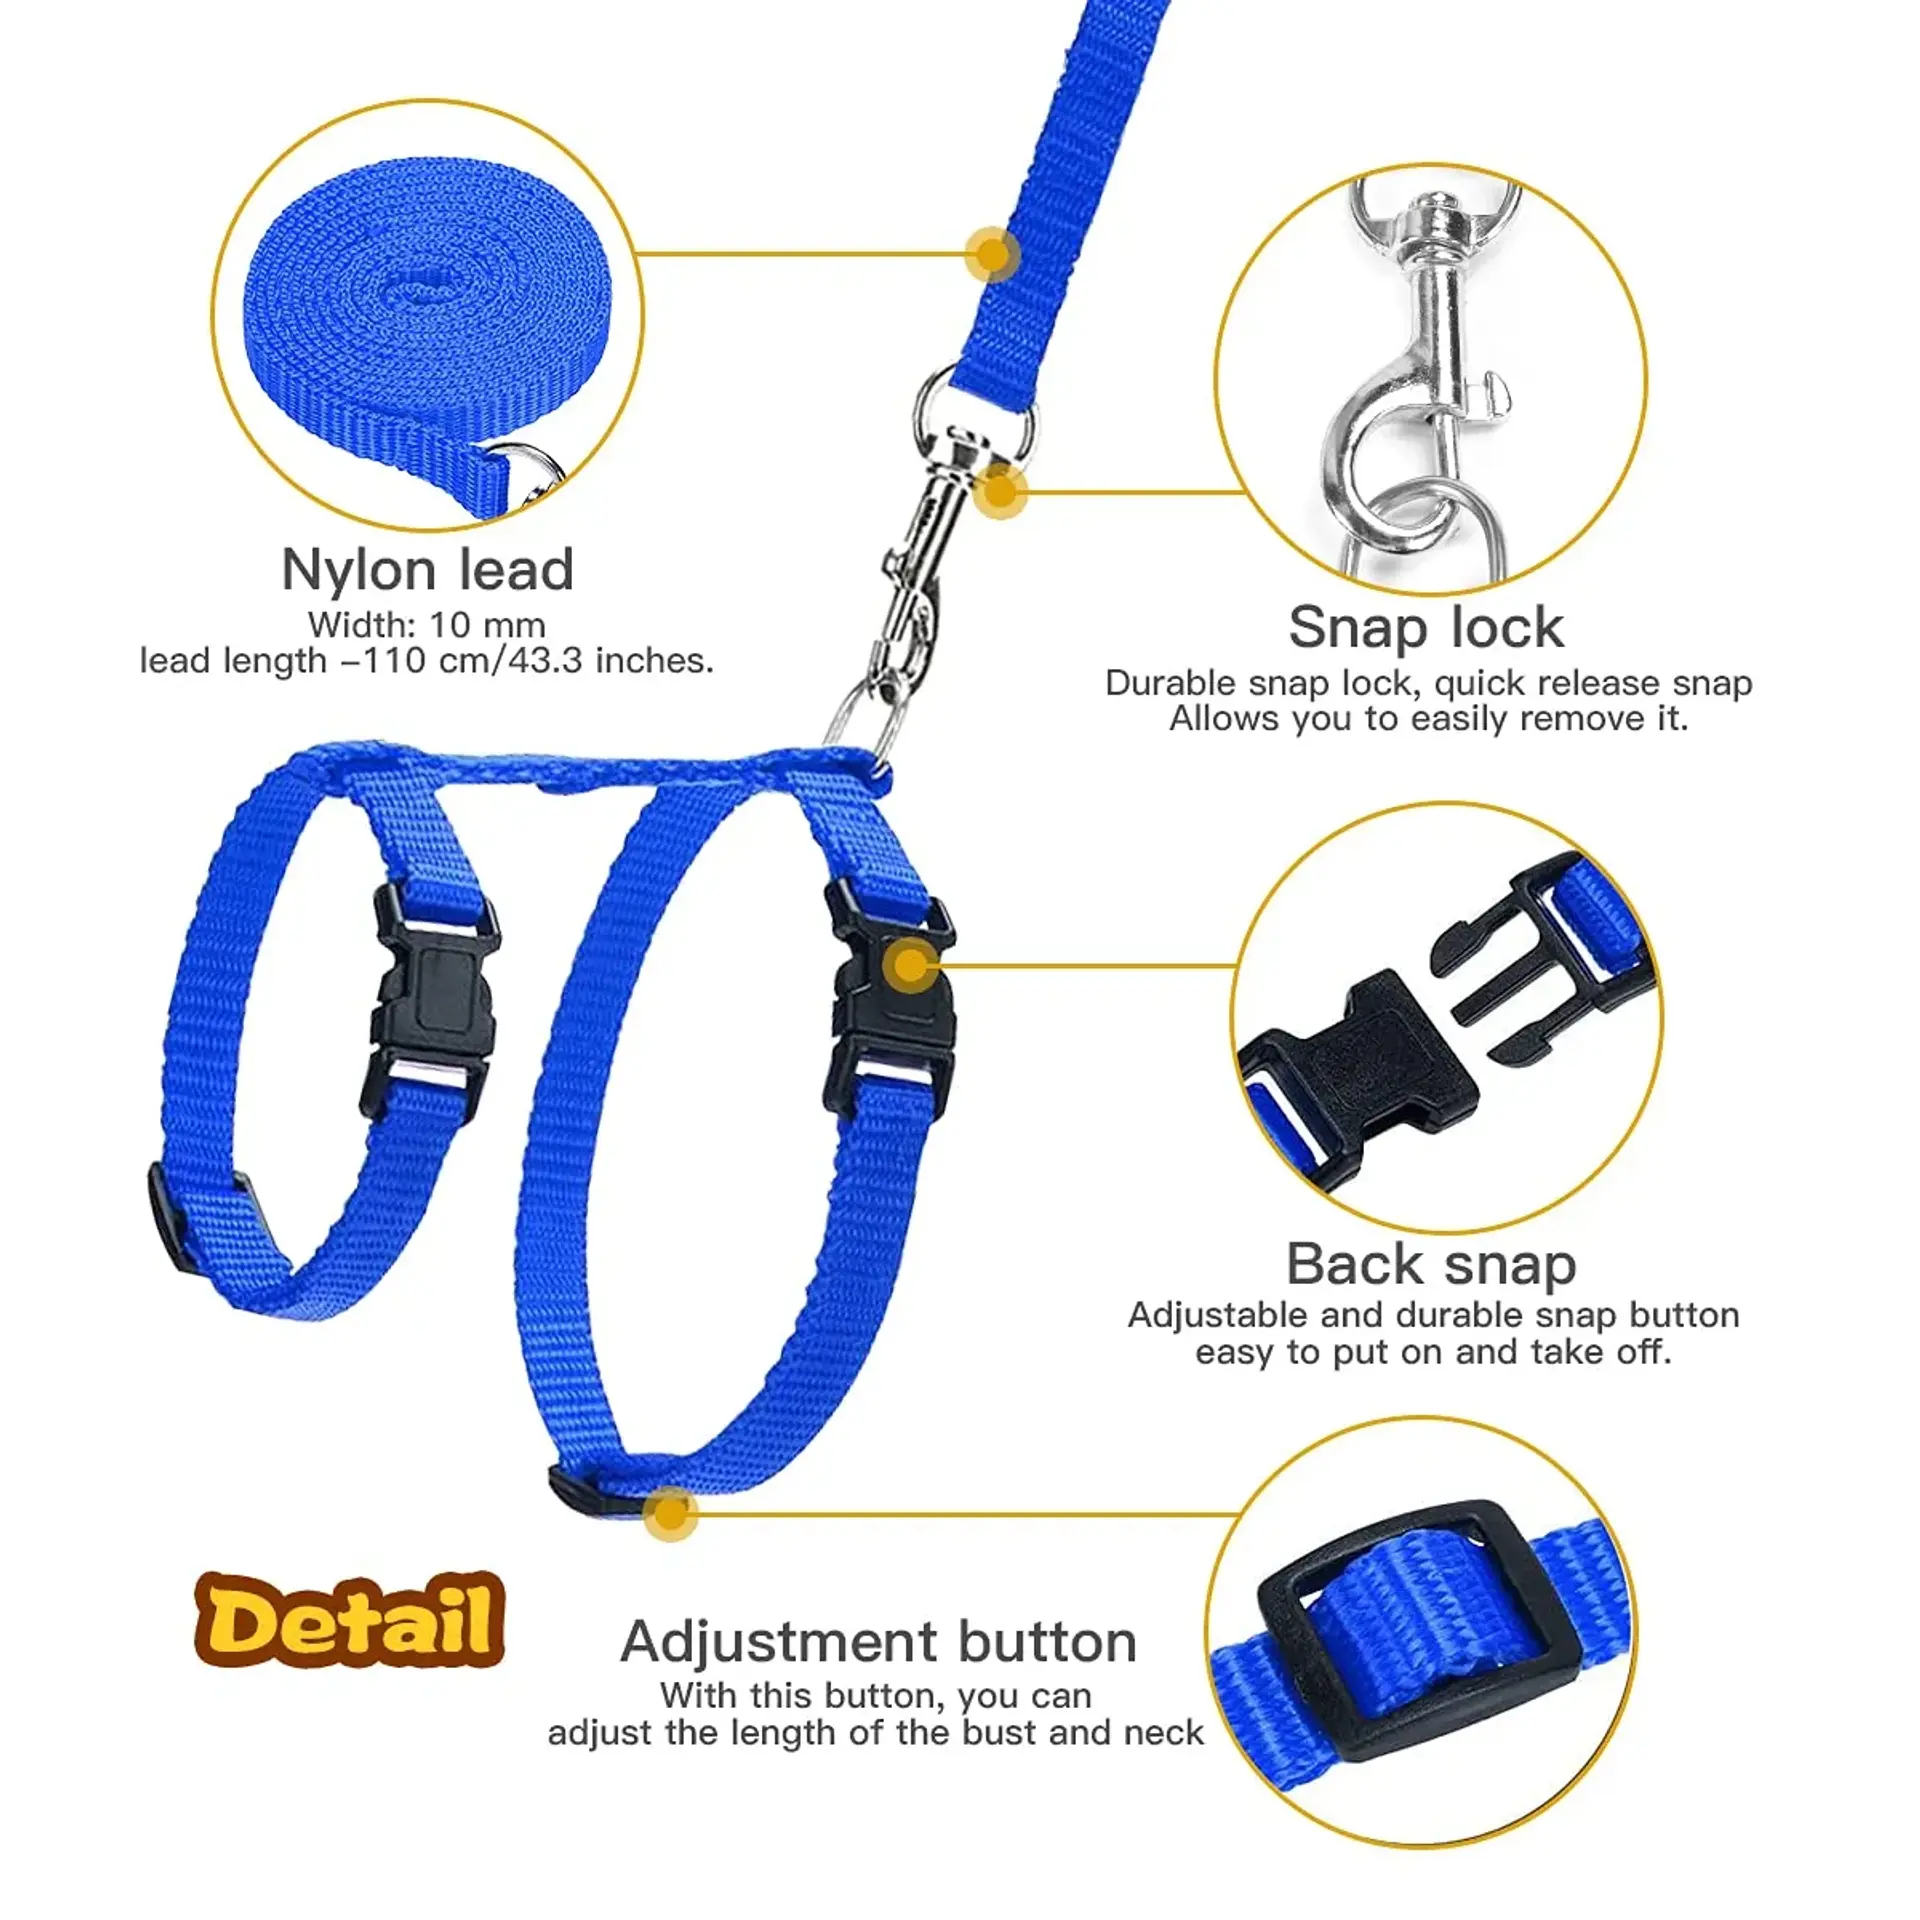 Nylon lead
Width: 10 mm
lead length –110 cm/43.3 inches.
Snap lock
Durable snap lock, quick release snap
Allows you to easily remove it.
Back snap
Adjustable and durable snap button
easy to put on and take off.
Detail
Adjustment button
With this button, you can
adjust the length of the bust and neck